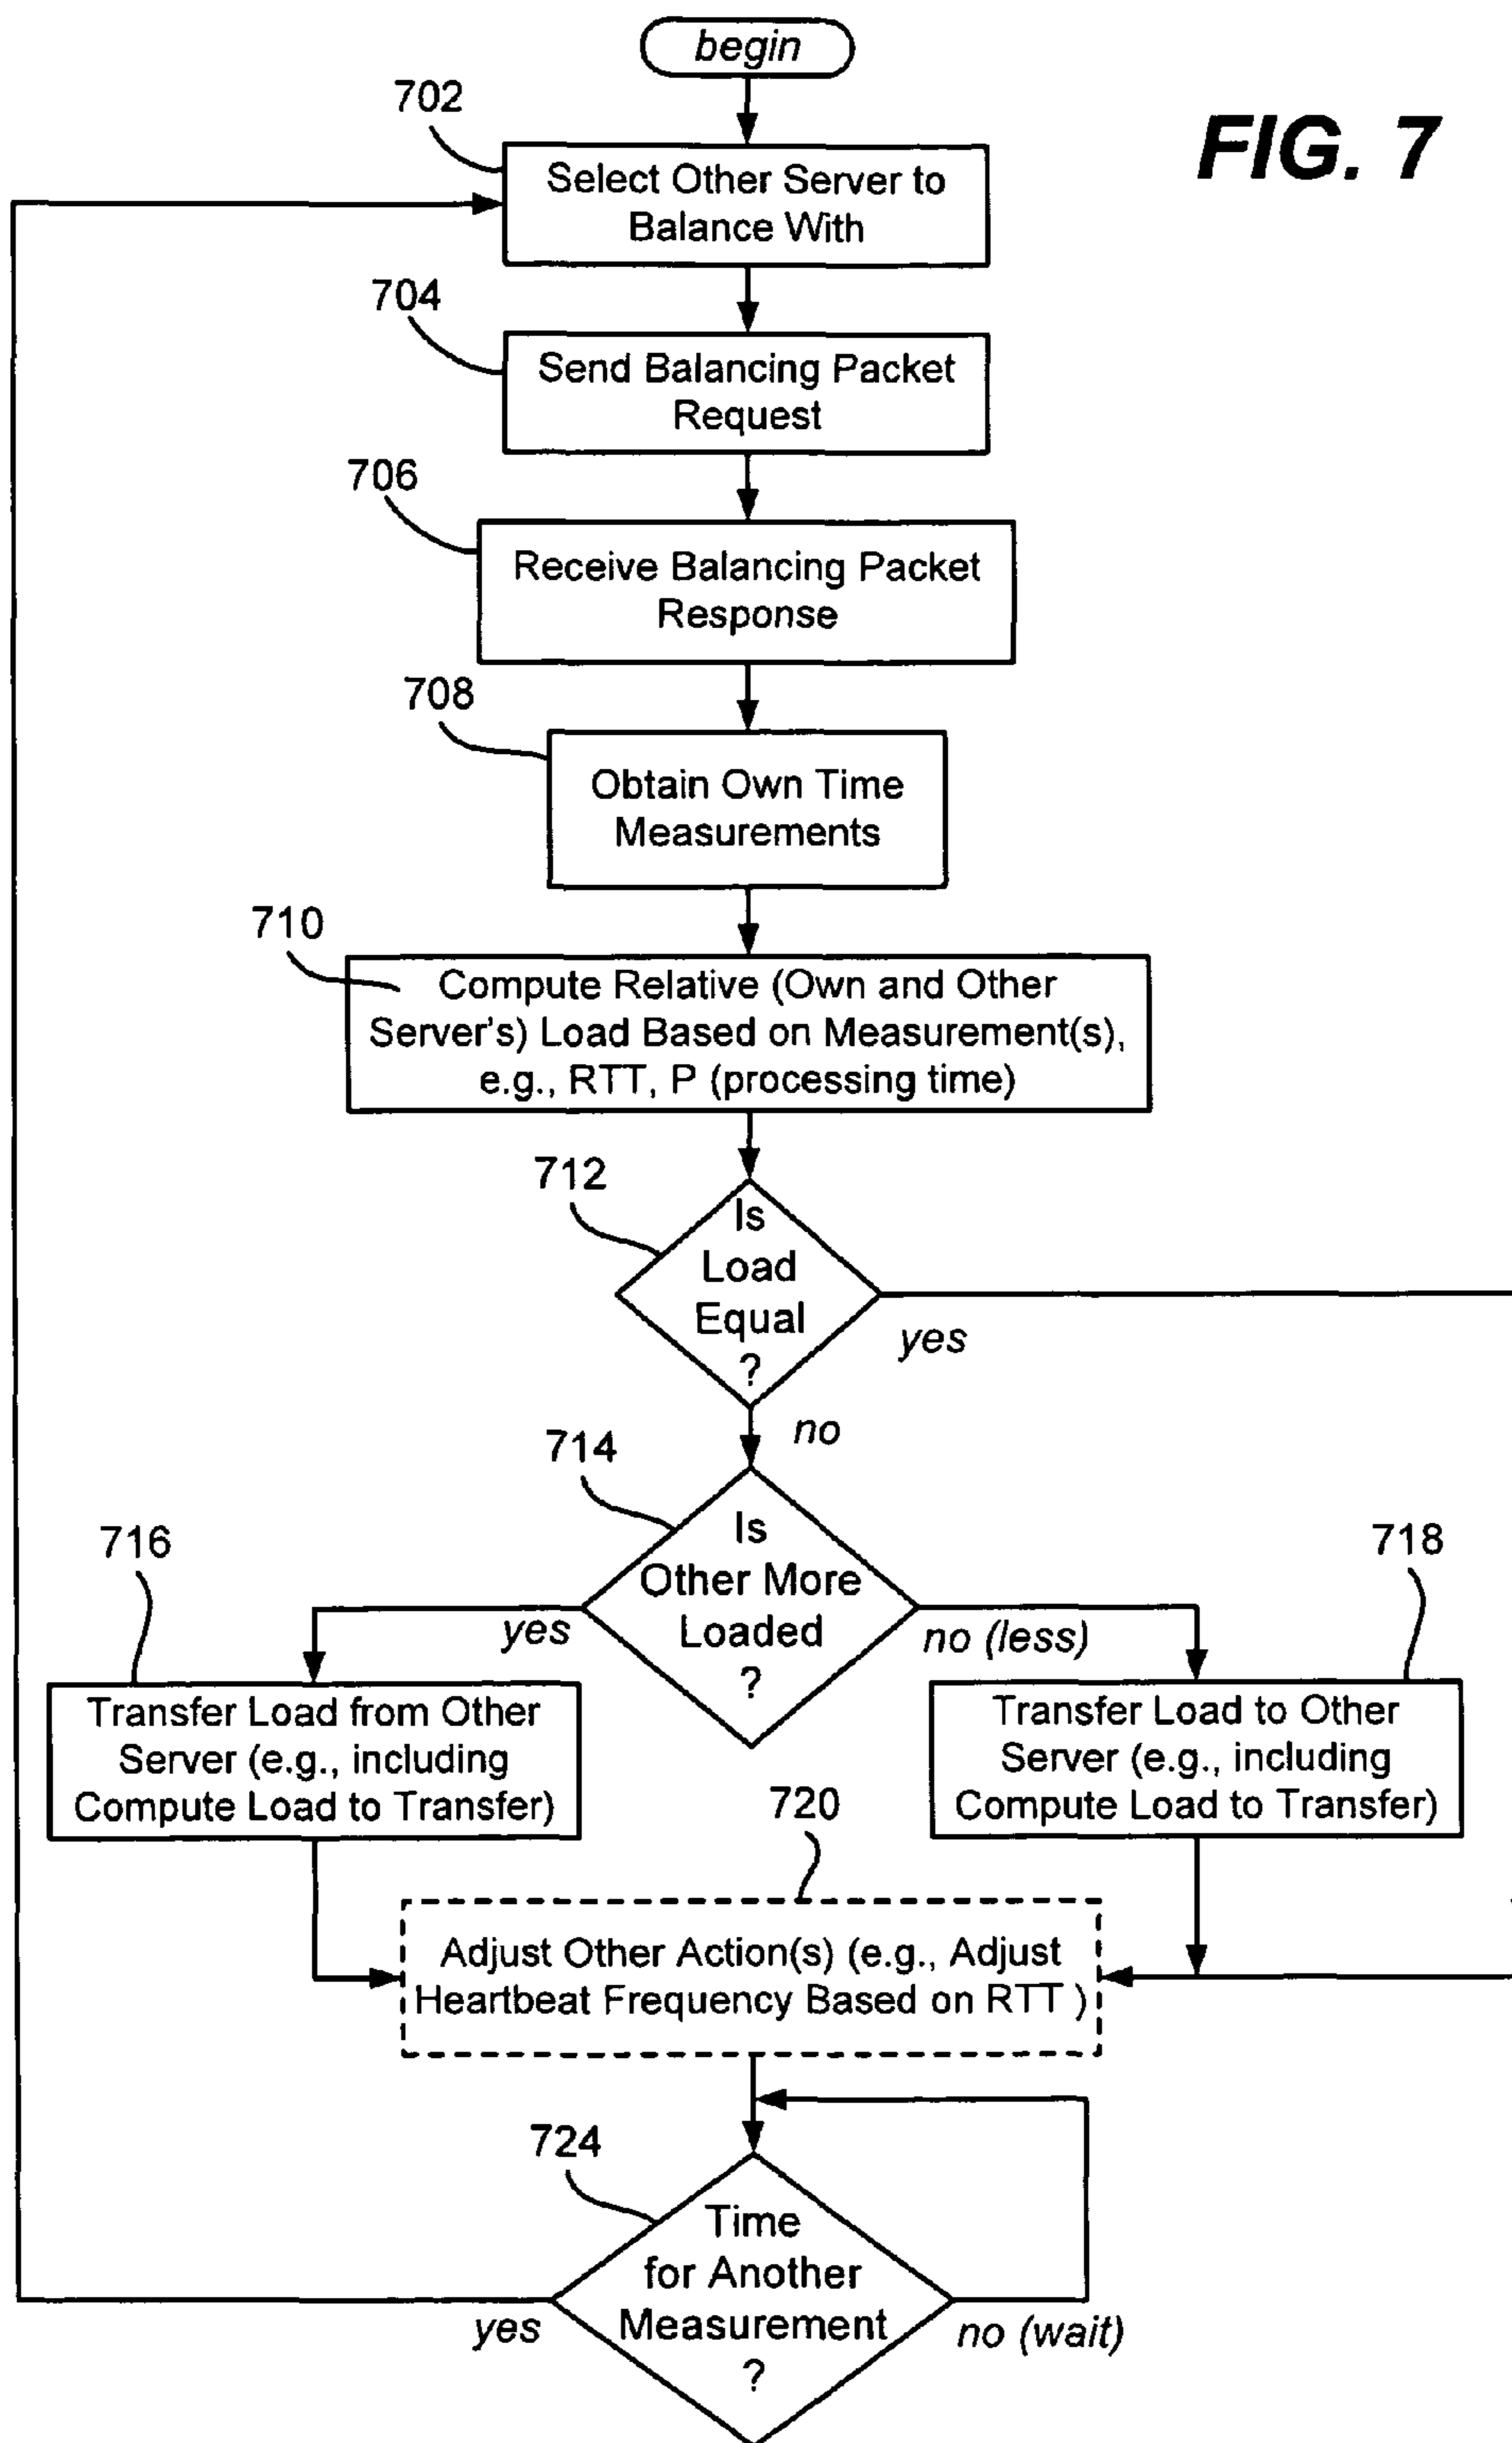 begin
FIG. 7
702
Select Other Server to
Balance With
704
Send Balancing Packet
Request
706
Receive Balancing Packet
Response
708
Obtain Own Time
Measurements
710
Compute Relative (Own and Other
Server's) Load Based on Measurement(s),
e.g., RTT, P (processing time)
712
Is
Load
Equal
?
yes
no
714
Is
Other More
Loaded
?
yes
no (less)
716
Transfer Load from Other
Server (e.g., including
Compute Load to Transfer)
718
Transfer Load to Other
Server (e.g., including
Compute Load to Transfer)
720
Adjust Other Action(s) (e.g., Adjust
Heartbeat Frequency Based on RTT )
724
Time
for Another
Measurement
?
yes
no (wait)